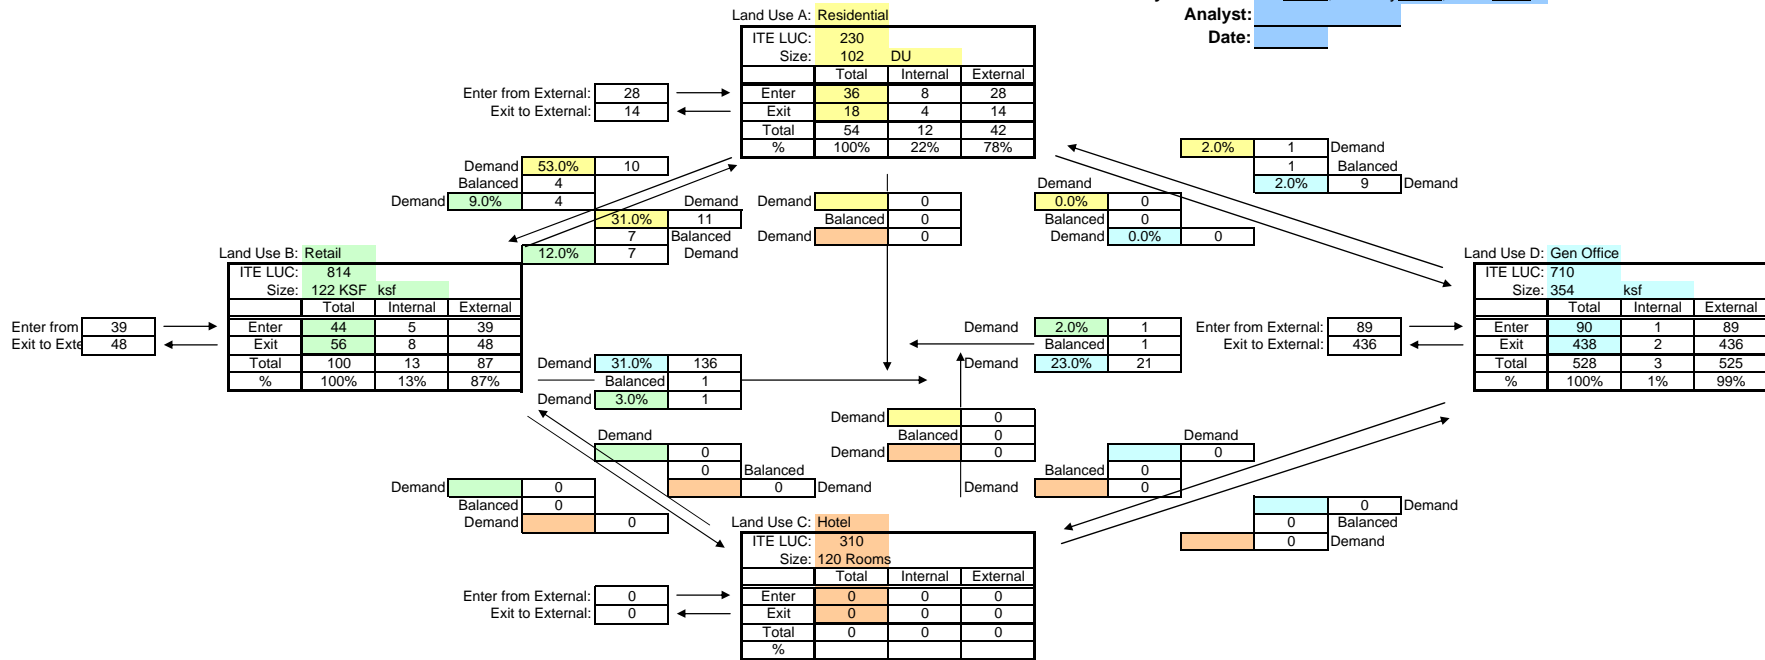 Land Use A: Residential
Analyst:
ITE LUC: 230
Date:
Size: 102 DU
Total Internal External
Enter from External: 28
Enter 36 8 28
Exit to External: 14
Exit 18 4 14
Total 54 12 42
% 100% 22% 78%
2.0% 1 Demand
1 Balanced
2.0% 9 Demand
Demand 53.0% 10
Balanced 4
Demand 9.0% 4
Demand
31.0% 11
7 Balanced
12.0% 7 Demand
Demand 0
Balanced 0
Demand 0
Demand
0.0% 0
Balanced 0
Demand 0.0% 0
Land Use B: Retail
ITE LUC: 814
Size: 122 KSF ksf
Total Internal External
Enter from 39
Enter 44 5 39
Exit to Exte 48
Exit 56 8 48
Total 100 13 87
% 100% 13% 87%
Land Use D: Gen Office
ITE LUC: 710
Size: 354 ksf
Total Internal External
Enter from External: 89
Enter 90 1 89
Exit to External: 436
Exit 438 2 436
Total 528 3 525
% 100% 1% 99%
Demand 2.0% 1
Balanced 1
Demand 23.0% 21
Demand 31.0% 136
Balanced 1
Demand 3.0% 1
Demand 0
Balanced 0
Demand 0
Demand
0
0 Balanced
0 Demand
Demand
0
Balanced 0
Demand 0
Demand 0
Balanced 0
Demand 0
0 Demand
0 Balanced
0 Demand
Land Use C: Hotel
ITE LUC: 310
Size: 120 Rooms
Total Internal External
Enter from External: 0
Enter 0 0 0
Exit to External: 0
Exit 0 0 0
Total 0 0 0
%